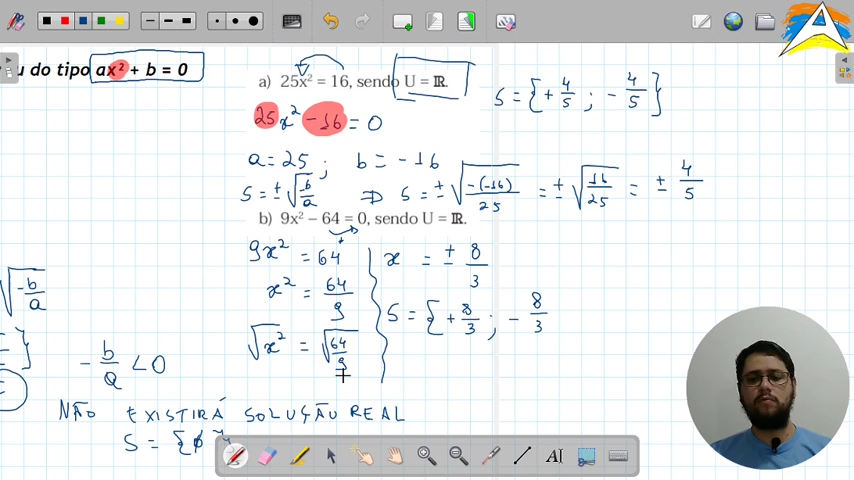 u do tipo ax² + b = 0
a) 25x² = 16, sendo U = ℝ.
25x² - 16 = 0
a = 25 ; b = - 16
S = ± √b/a ⇒ S = ± √-(-16)/25 = ± √16/25 = ± 4/5
S = { + 4/5 ; - 4/5 }
b) 9x² – 64 = 0, sendo U = ℝ.
9x² = 64
x² = 64/9
√x² = √64/9
x = ± 8/3
S = { + 8/3 ; - 8/3
√-b/a
- b/a < 0
NÃO EXISTIRÁ SOLUÇÃO REAL
S = {ϕ}